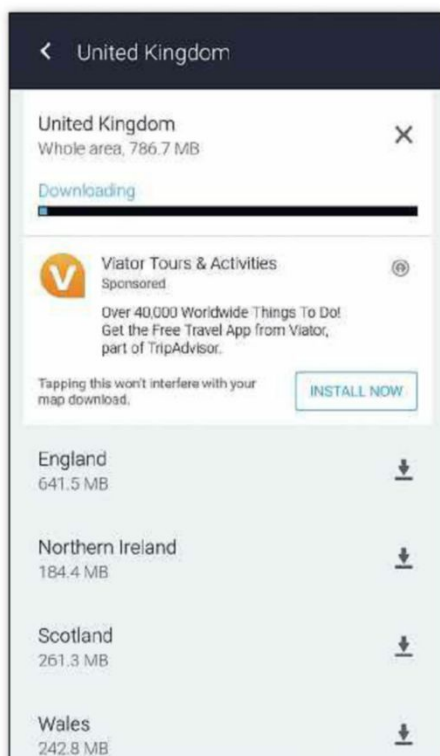 United Kingdom
United Kingdom
Whole area, 786.7 MB
Downloading
Viator Tours & Activities
Sponsored
Over 40,000 Worldwide Things To Do!
Get the Free Travel App from Viator,
part of TripAdvisor.
Tapping this won't interfere with your
map download.
INSTALL NOW
England
641.5 MB
Northern Ireland
184.4 MB
Scotland
261.3 MB
Wales
242.8 MB